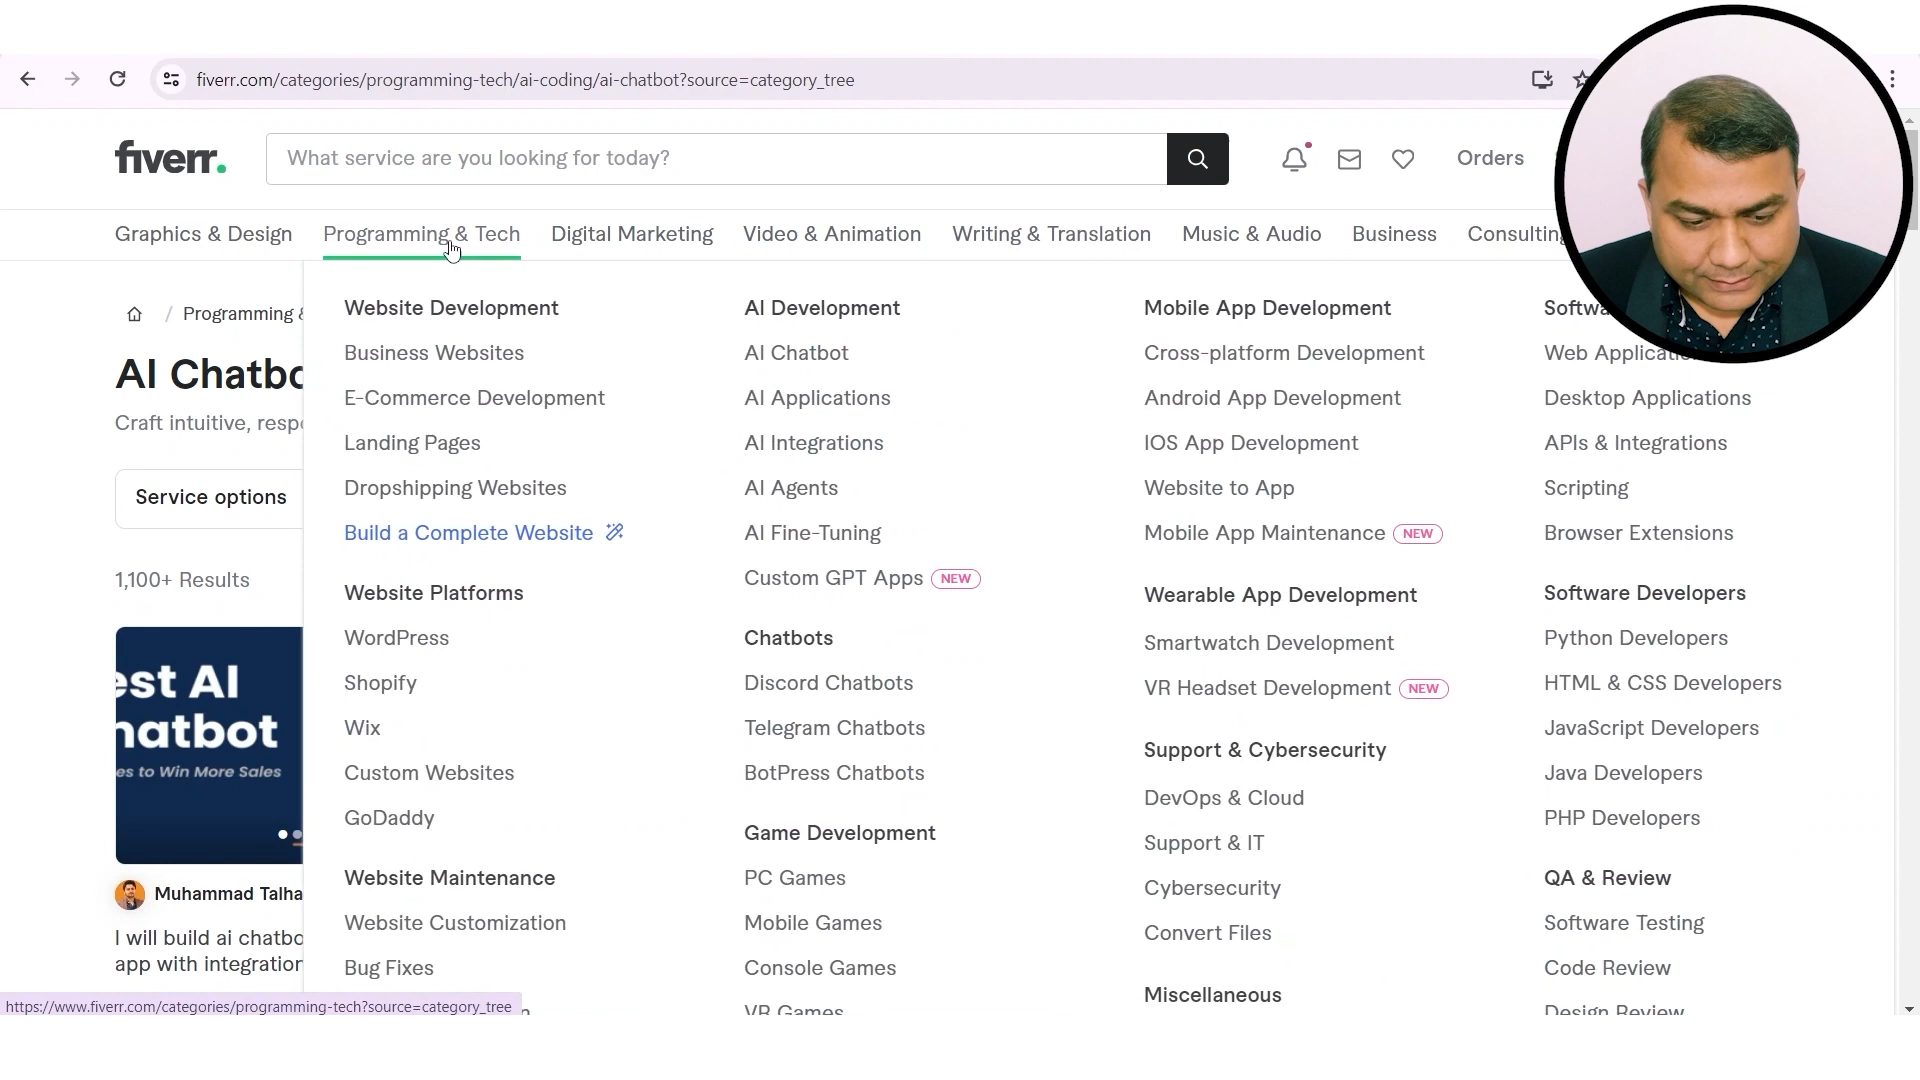 fiverr.com/categories/programming-tech/ai-coding/ai-chatbot?source=category_tree
fiverr.
What service are you looking for today?
Orders
Graphics & Design
Programming & Tech
Digital Marketing
Video & Animation
Writing & Translation
Music & Audio
Business
Consulting
/ Programming &
AI Chatbo
Craft intuitive, resp
Service options
1,100+ Results
est AI
hatbot
es to Win More Sales
Muhammad Talha
I will build ai chatbo
app with integration
Website Development
Business Websites
E-Commerce Development
Landing Pages
Dropshipping Websites
Build a Complete Website
Website Platforms
WordPress
Shopify
Wix
Custom Websites
GoDaddy
Website Maintenance
Website Customization
Bug Fixes
AI Development
AI Chatbot
AI Applications
AI Integrations
AI Agents
AI Fine-Tuning
Custom GPT Apps NEW
Chatbots
Discord Chatbots
Telegram Chatbots
BotPress Chatbots
Game Development
PC Games
Mobile Games
Console Games
VR Games
Mobile App Development
Cross-platform Development
Android App Development
IOS App Development
Website to App
Mobile App Maintenance NEW
Wearable App Development
Smartwatch Development
VR Headset Development NEW
Support & Cybersecurity
DevOps & Cloud
Support & IT
Cybersecurity
Convert Files
Miscellaneous
Softwa
Web Applicatio
Desktop Applications
APIs & Integrations
Scripting
Browser Extensions
Software Developers
Python Developers
HTML & CSS Developers
JavaScript Developers
Java Developers
PHP Developers
QA & Review
Software Testing
Code Review
Design Review
https://www.fiverr.com/categories/programming-tech?source=category_tree